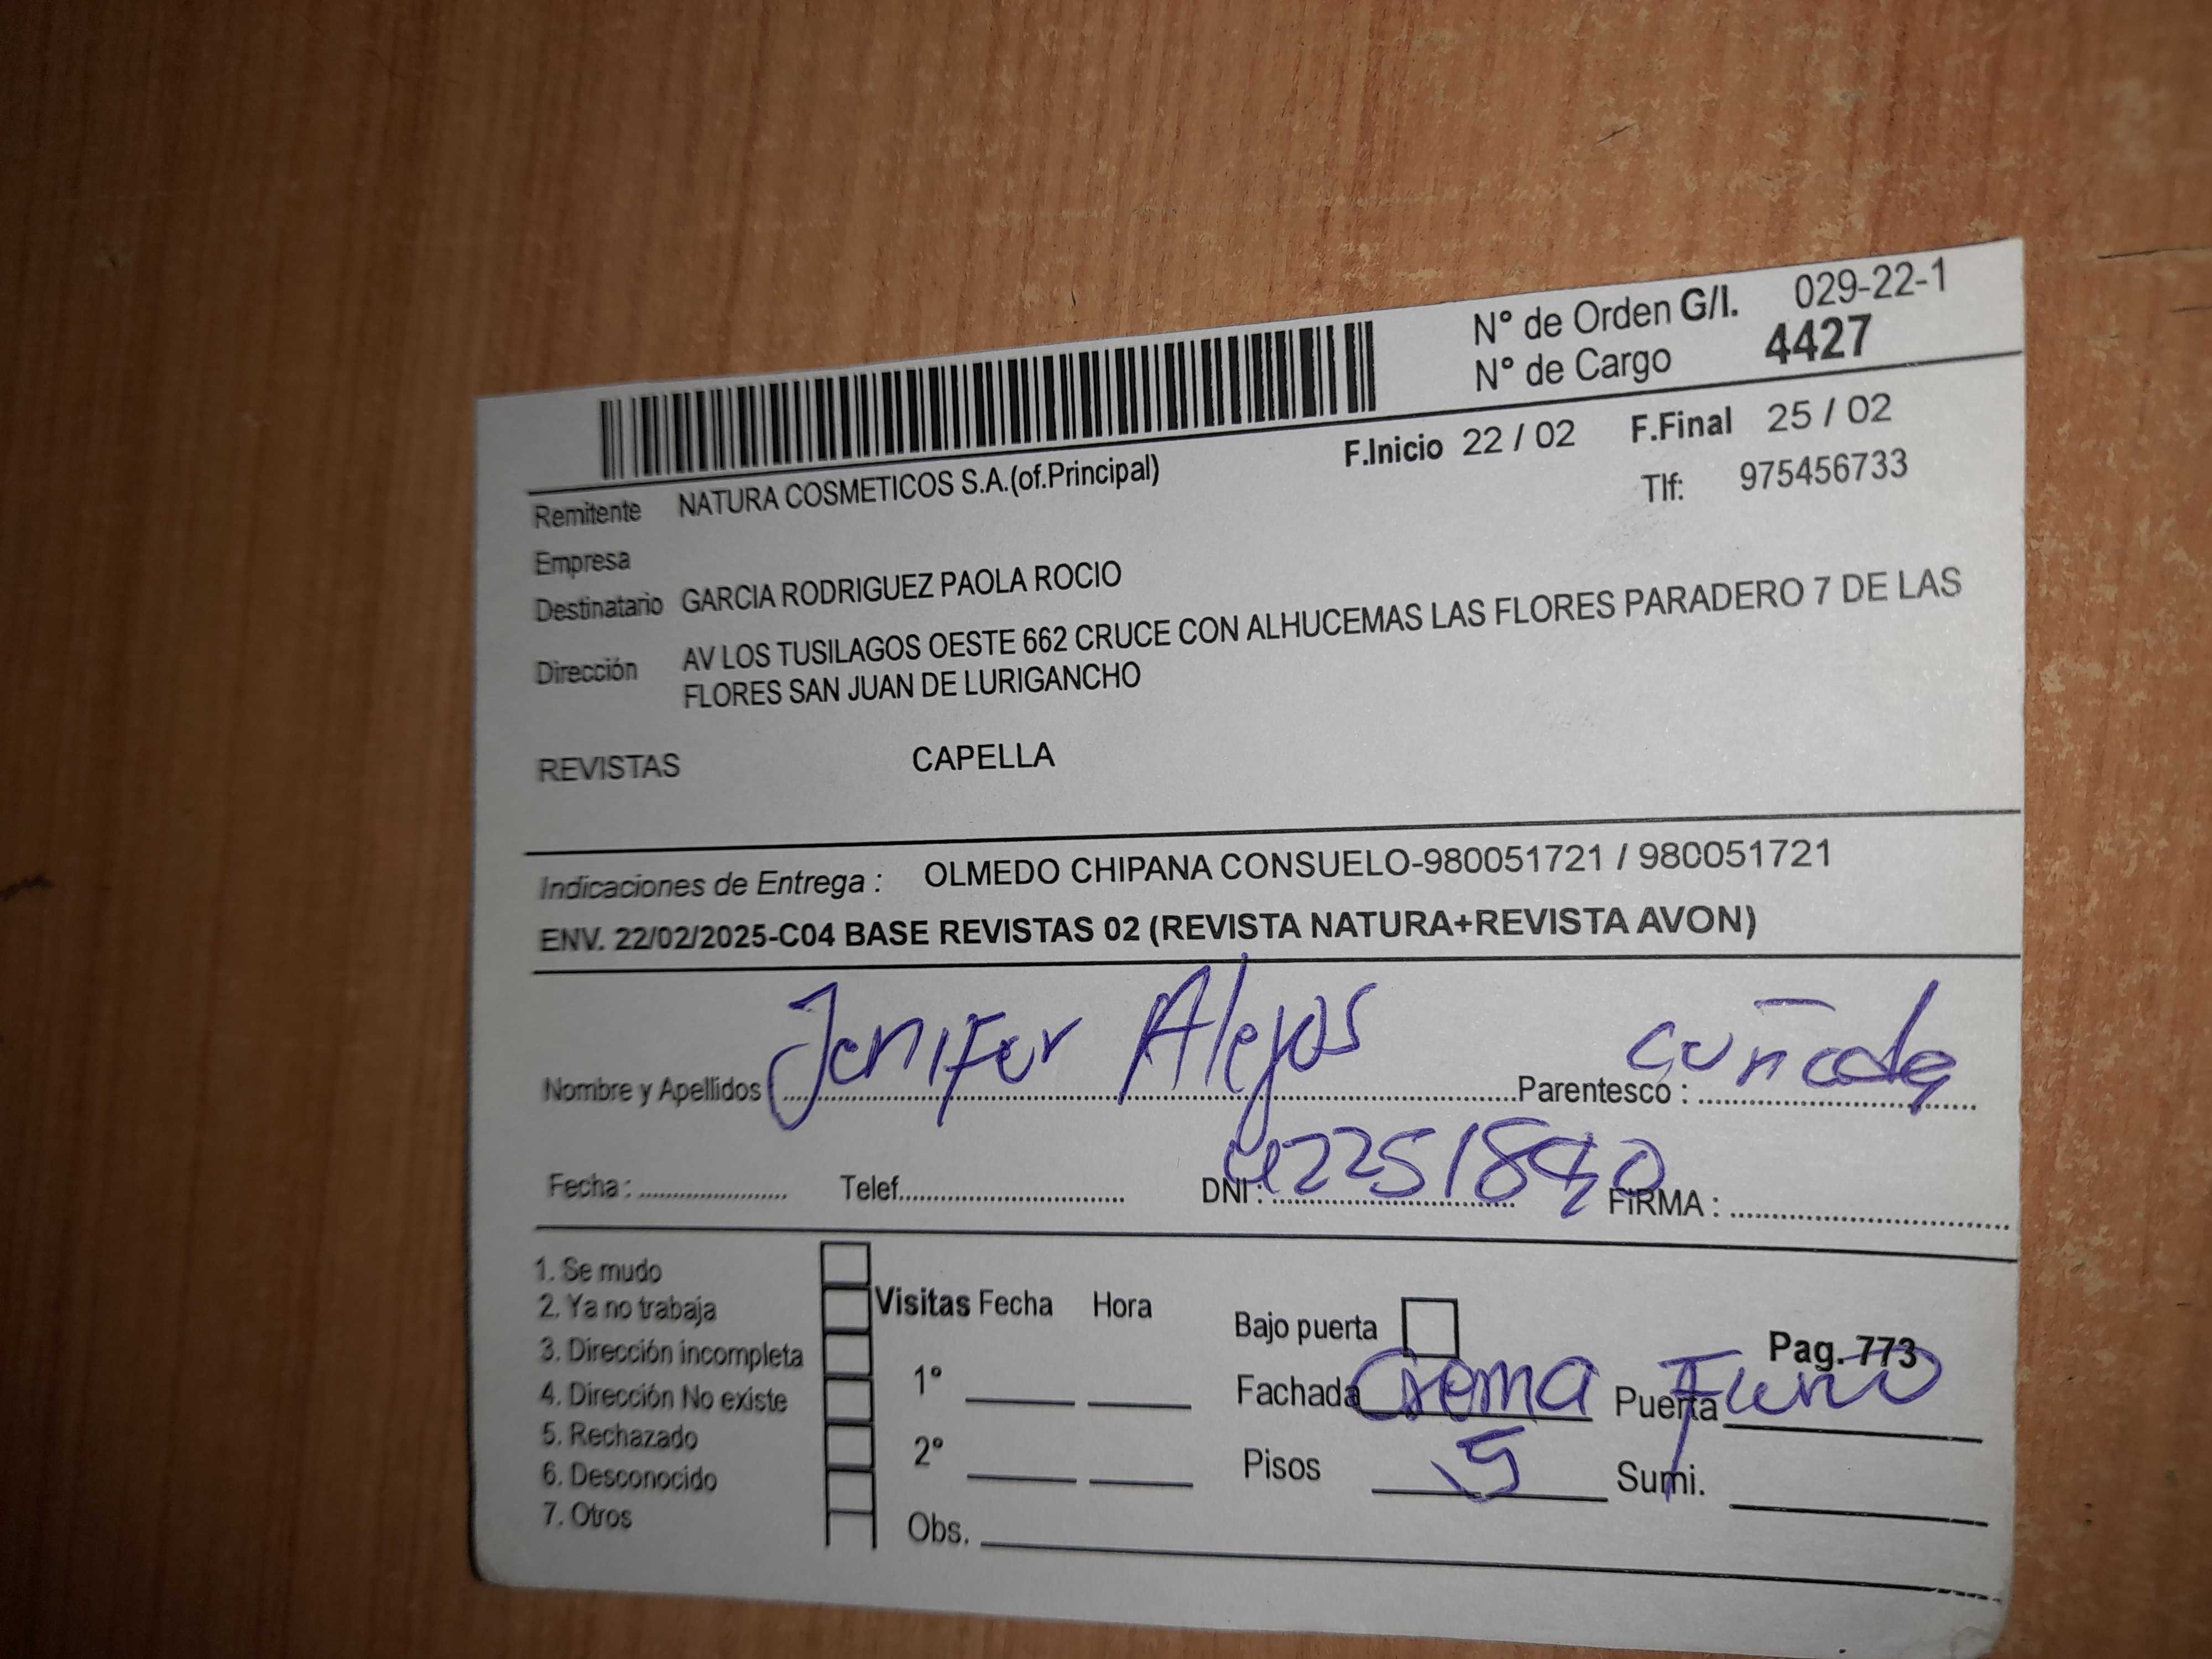 N° de Orden G/I. 029-22-1
N° de Cargo 4427
F.Inicio 22 / 02 F.Final 25 / 02
Remitente NATURA COSMETICOS S.A.(of.Principal) Tlf: 975456733
Empresa
Destinatario GARCIA RODRIGUEZ PAOLA ROCIO
Dirección AV LOS TUSILAGOS OESTE 662 CRUCE CON ALHUCEMAS LAS FLORES PARADERO 7 DE LAS
FLORES SAN JUAN DE LURIGANCHO
REVISTAS CAPELLA
Indicaciones de Entrega : OLMEDO CHIPANA CONSUELO-980051721 / 980051721
ENV. 22/02/2025-C04 BASE REVISTAS 02 (REVISTA NATURA+REVISTA AVON)
Nombre y Apellidos Jenifer Alejos Parentesco : cuñada
Fecha : Telef. DNI : FIRMA :
1. Se mudo
2. Ya no trabaja
3. Dirección incompleta
4. Dirección No existe
5. Rechazado
6. Desconocido
7. Otros
Visitas Fecha Hora
1°
2°
Obs.
Bajo puerta Pag. 773
Fachada Crema Puerta
Pisos 5 Sumi.